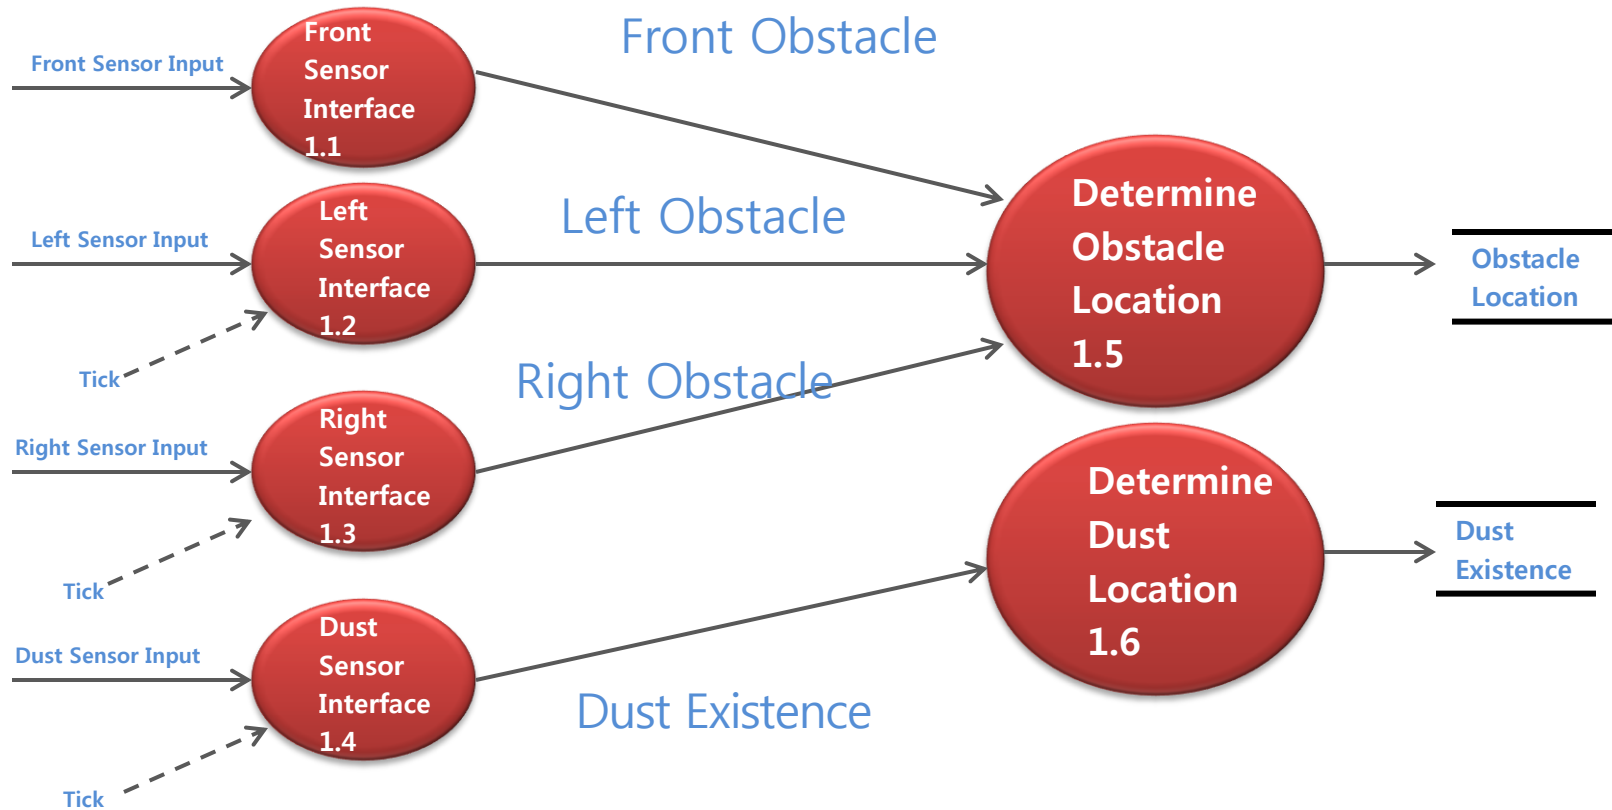 Front Sensor Input
Front
Sensor
Interface
1.1
Front Obstacle
Left Sensor Input
Left
Sensor
Interface
1.2
Left Obstacle
Tick
Determine
Obstacle
Location
1.5
Obstacle
Location
Right Sensor Input
Right
Sensor
Interface
1.3
Right Obstacle
Tick
Dust Sensor Input
Dust
Sensor
Interface
1.4
Dust Existence
Tick
Determine
Dust
Location
1.6
Dust
Existence